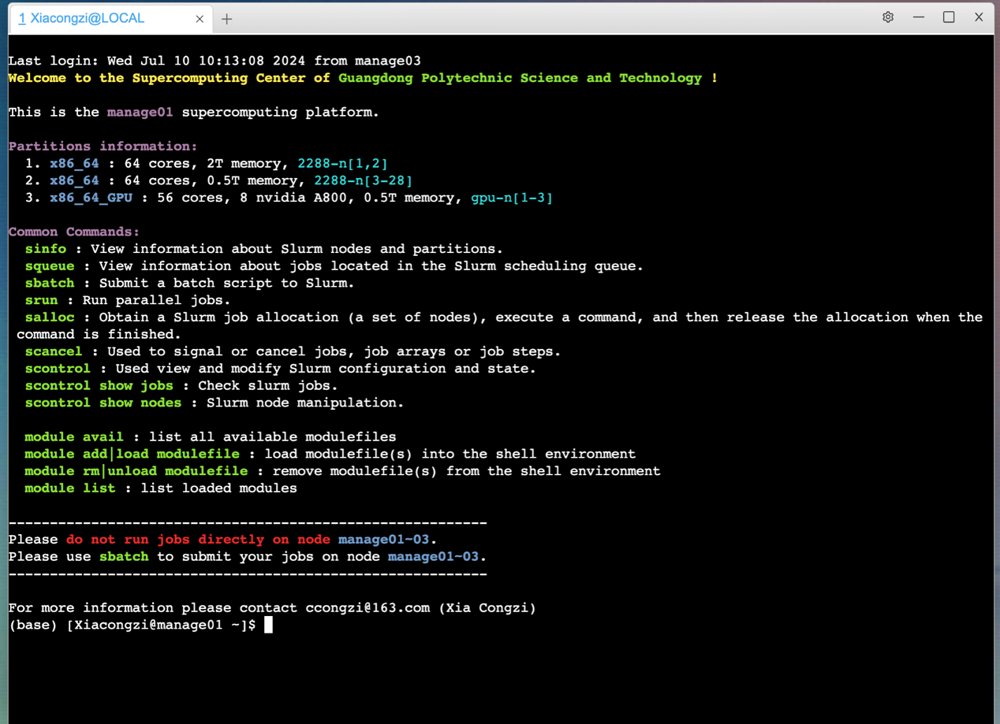 1 Xiacongzi@LOCAL
Last login: Wed Jul 10 10:13:08 2024 from manage03
Welcome to the Supercomputing Center of Guangdong Polytechnic Science and Technology !
This is the manage01 supercomputing platform.
Partitions information:
1. x86_64 : 64 cores, 2T memory, 2288-n[1,2]
2. x86_64 : 64 cores, 0.5T memory, 2288-n[3-28]
3. x86_64_GPU : 56 cores, 8 nvidia A800, 0.5T memory, gpu-n[1-3]
Common Commands:
sinfo : View information about Slurm nodes and partitions.
squeue : View information about jobs located in the Slurm scheduling queue.
sbatch : Submit a batch script to Slurm.
srun : Run parallel jobs.
salloc : Obtain a Slurm job allocation (a set of nodes), execute a command, and then release the allocation when the
command is finished.
scancel : Used to signal or cancel jobs, job arrays or job steps.
scontrol : Used view and modify Slurm configuration and state.
scontrol show jobs : Check slurm jobs.
scontrol show nodes : Slurm node manipulation.
module avail : list all available modulefiles
module add|load modulefile : load modulefile(s) into the shell environment
module rm|unload modulefile : remove modulefile(s) from the shell environment
module list : list loaded modules
----------------------------------------------------------
Please do not run jobs directly on node manage01~03.
Please use sbatch to submit your jobs on node manage01~03.
----------------------------------------------------------
For more information please contact ccongzi@163.com (Xia Congzi)
(base) [Xiacongzi@manage01 ~]$